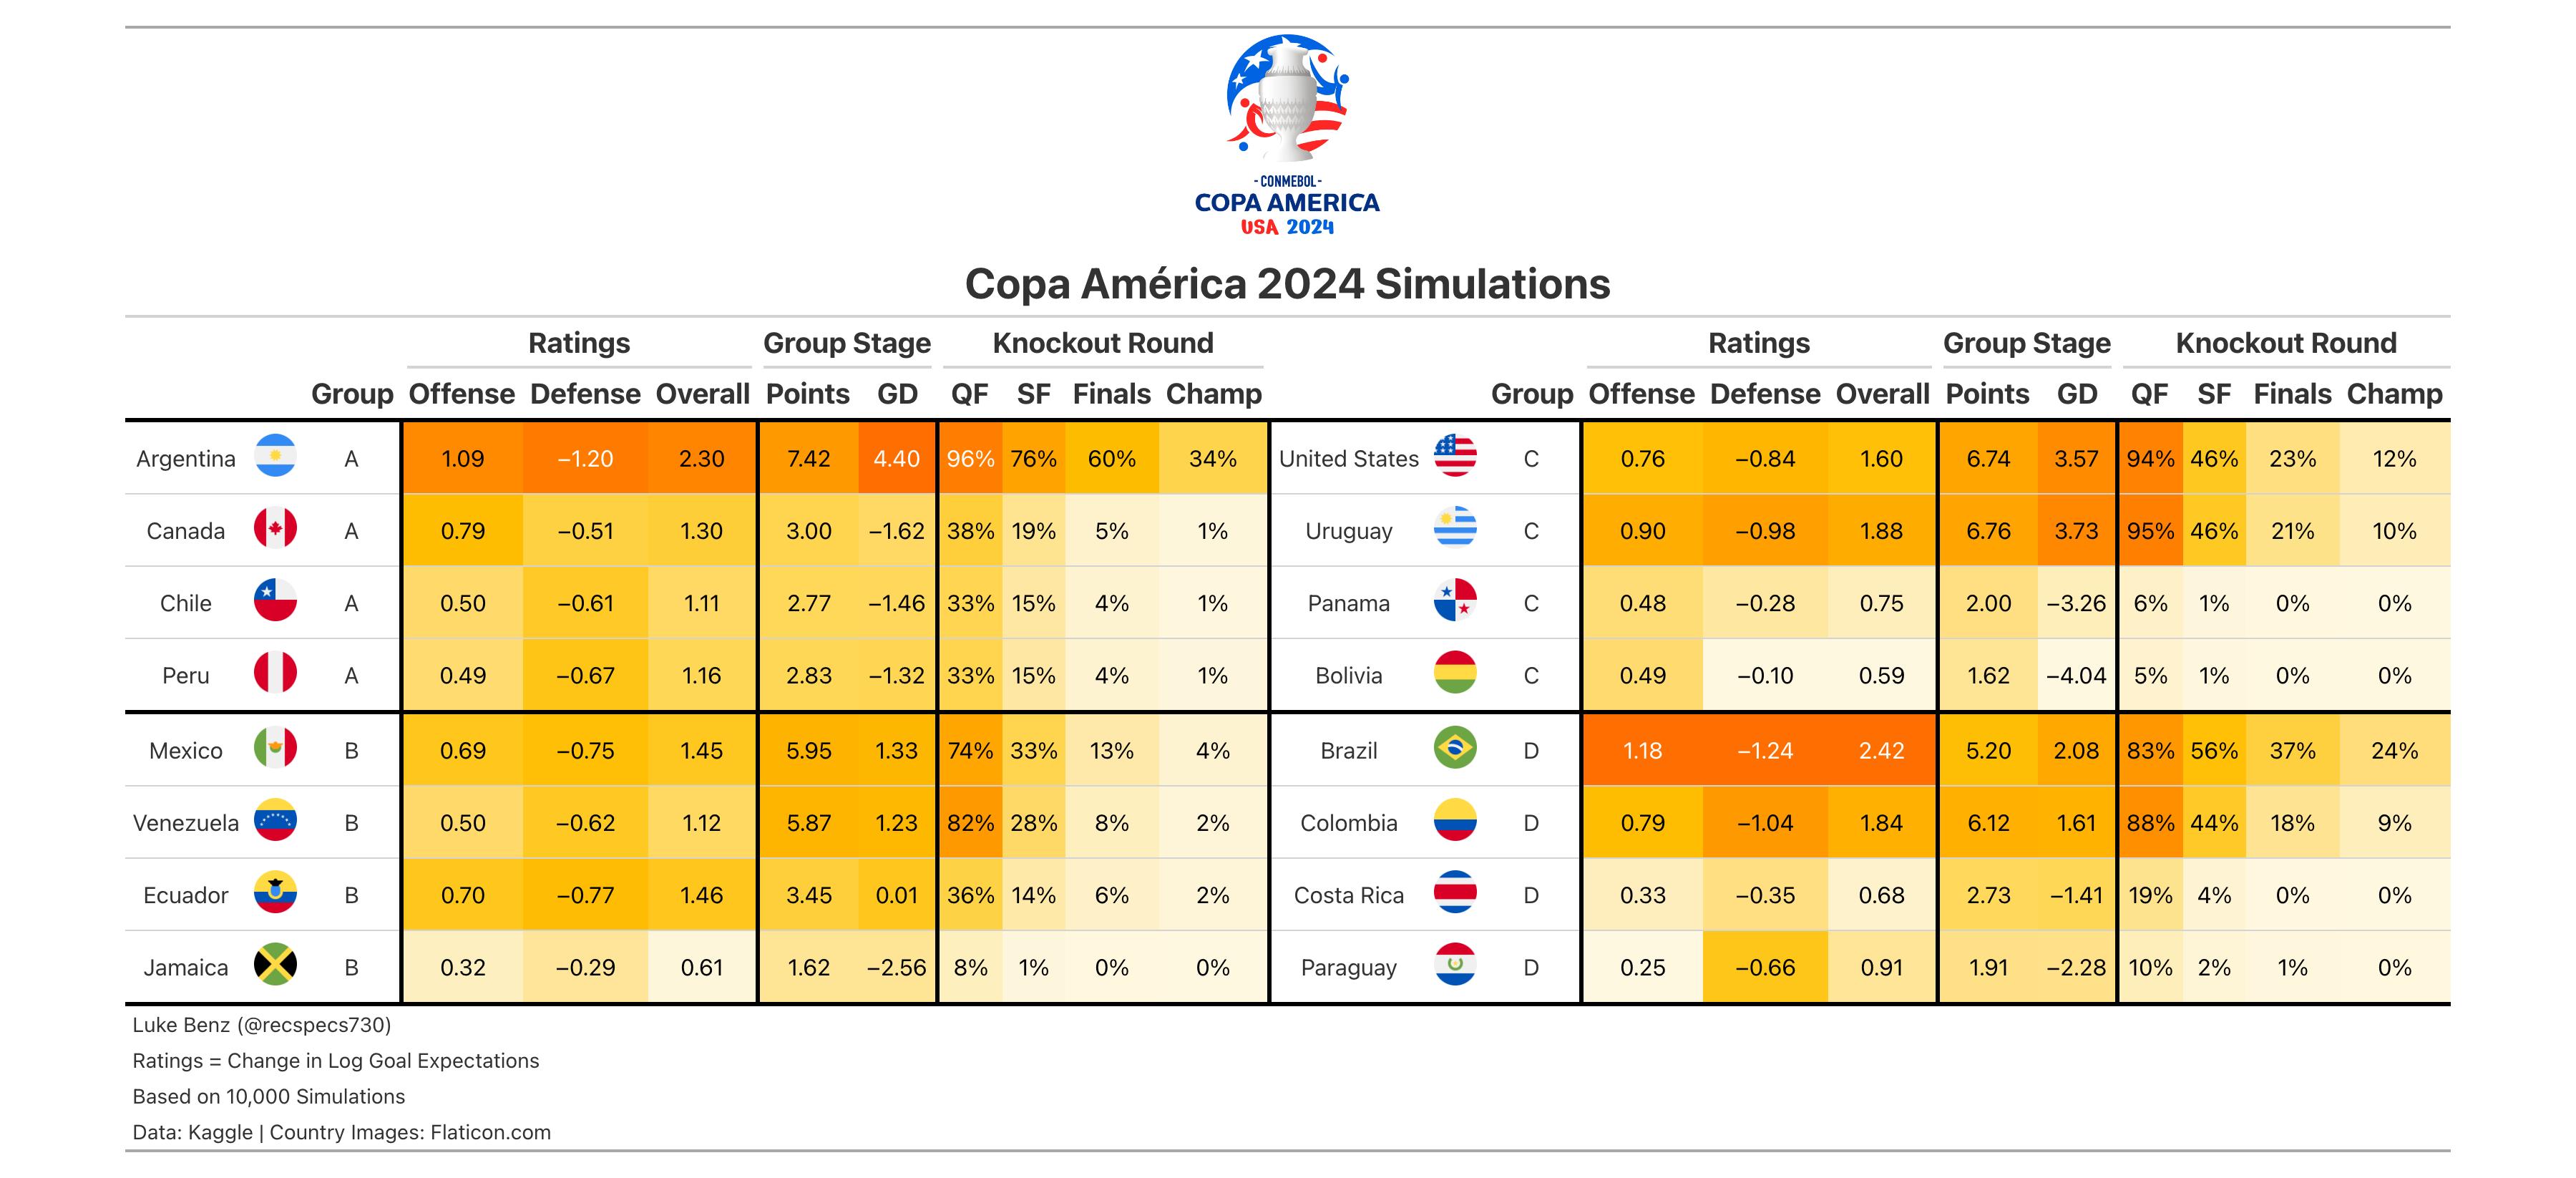 - CONMEBOL -
COPA AMERICA
USA 2024
Copa América 2024 Simulations
Ratings Group Stage Knockout Round Ratings Group Stage Knockout Round
Group Offense Defense Overall Points GD QF SF Finals Champ Group Offense Defense Overall Points GD QF SF Finals Champ
Argentina A 1.09 −1.20 2.30 7.42 4.40 96% 76% 60% 34% United States C 0.76 −0.84 1.60 6.74 3.57 94% 46% 23% 12%
Canada A 0.79 −0.51 1.30 3.00 −1.62 38% 19% 5% 1% Uruguay C 0.90 −0.98 1.88 6.76 3.73 95% 46% 21% 10%
Chile A 0.50 −0.61 1.11 2.77 −1.46 33% 15% 4% 1% Panama C 0.48 −0.28 0.75 2.00 −3.26 6% 1% 0% 0%
Peru A 0.49 −0.67 1.16 2.83 −1.32 33% 15% 4% 1% Bolivia C 0.49 −0.10 0.59 1.62 −4.04 5% 1% 0% 0%
Mexico B 0.69 −0.75 1.45 5.95 1.33 74% 33% 13% 4% Brazil D 1.18 −1.24 2.42 5.20 2.08 83% 56% 37% 24%
Venezuela B 0.50 −0.62 1.12 5.87 1.23 82% 28% 8% 2% Colombia D 0.79 −1.04 1.84 6.12 1.61 88% 44% 18% 9%
Ecuador B 0.70 −0.77 1.46 3.45 0.01 36% 14% 6% 2% Costa Rica D 0.33 −0.35 0.68 2.73 −1.41 19% 4% 0% 0%
Jamaica B 0.32 −0.29 0.61 1.62 −2.56 8% 1% 0% 0% Paraguay D 0.25 −0.66 0.91 1.91 −2.28 10% 2% 1% 0%
Luke Benz (@recspecs730)
Ratings = Change in Log Goal Expectations
Based on 10,000 Simulations
Data: Kaggle | Country Images: Flaticon.com